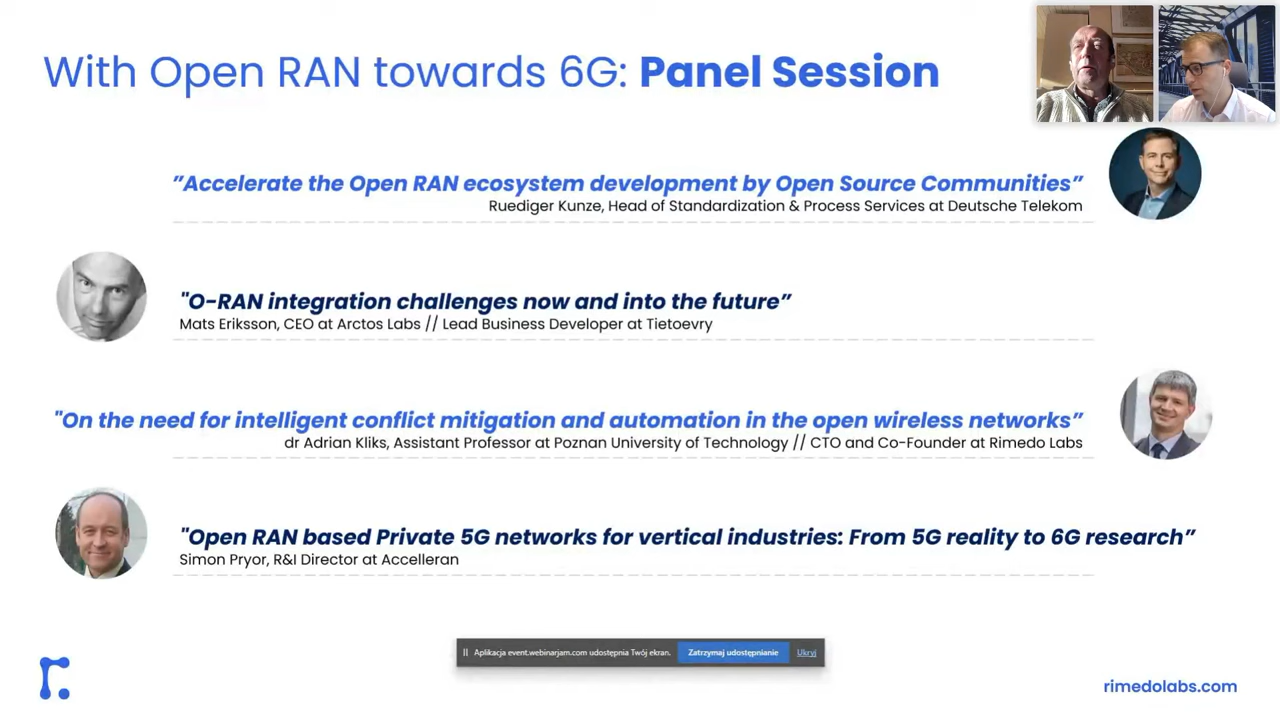 With Open RAN towards 6G: Panel Session
”Accelerate the Open RAN ecosystem development by Open Source Communities”
Ruediger Kunze, Head of Standardization & Process Services at Deutsche Telekom
"O-RAN integration challenges now and into the future”
Mats Eriksson, CEO at Arctos Labs // Lead Business Developer at Tietoevry
"On the need for intelligent conflict mitigation and automation in the open wireless networks”
dr Adrian Kliks, Assistant Professor at Poznan University of Technology // CTO and Co-Founder at Rimedo Labs
"Open RAN based Private 5G networks for vertical industries: From 5G reality to 6G research”
Simon Pryor, R&I Director at Accelleran
Aplikacja event.webinarjam.com udostępnia Twój ekran. Zatrzymaj udostępnianie Ukryj
rimedolabs.com